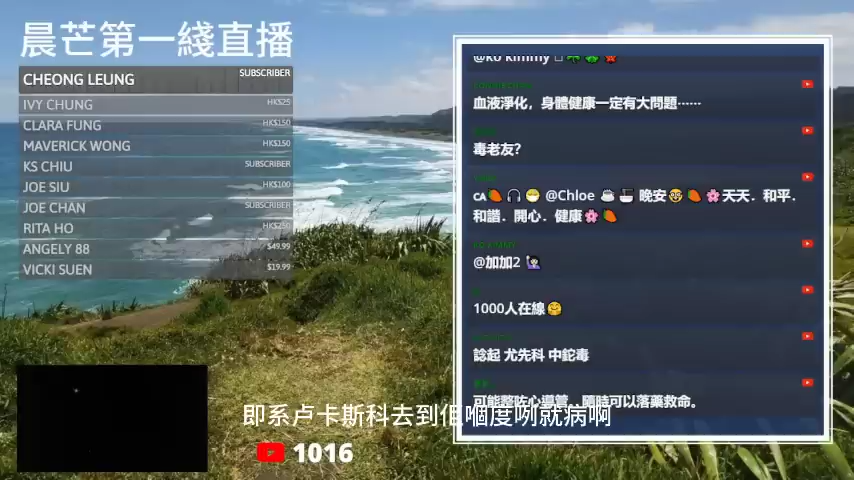 晨芒第一綫直播
CHEONG LEUNG SUBSCRIBER
IVY CHUNG HK$25
CLARA FUNG HK$150
MAVERICK WONG HK$150
KS CHIU SUBSCRIBER
JOE SIU HK$100
JOE CHAN SUBSCRIBER
RITA HO HK$250
ANGELY 88 $49.99
VICKI SUEN $19.99
@Ko Kimmy
血液淨化，身體健康一定有大問題……
毒老友?
CA🥭🎧😷 @Chloe 晚安🤓🥭🌸天天．和平．
和諧．開心．健康🌸🥭
@加加2 🙋🏻‍♀️
1000人在線🤗
諗起 尤先科 中鉈毒
可能整咗心導管，隨時可以落藥救命。
即系卢卡斯科去到佢嗰度咧就病啊
1016